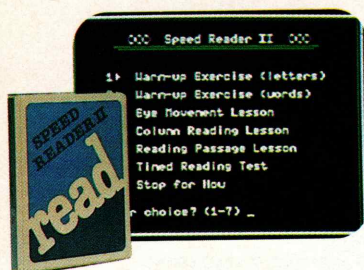 Speed Reader II
1▸ Warm-up Exercise (letters)
Warm-up Exercise (words)
Eye Movement Lesson
Column Reading Lesson
Reading Passage Lesson
Timed Reading Test
Stop for Now
r choice? (1-7) _
SPEED
READER II
read